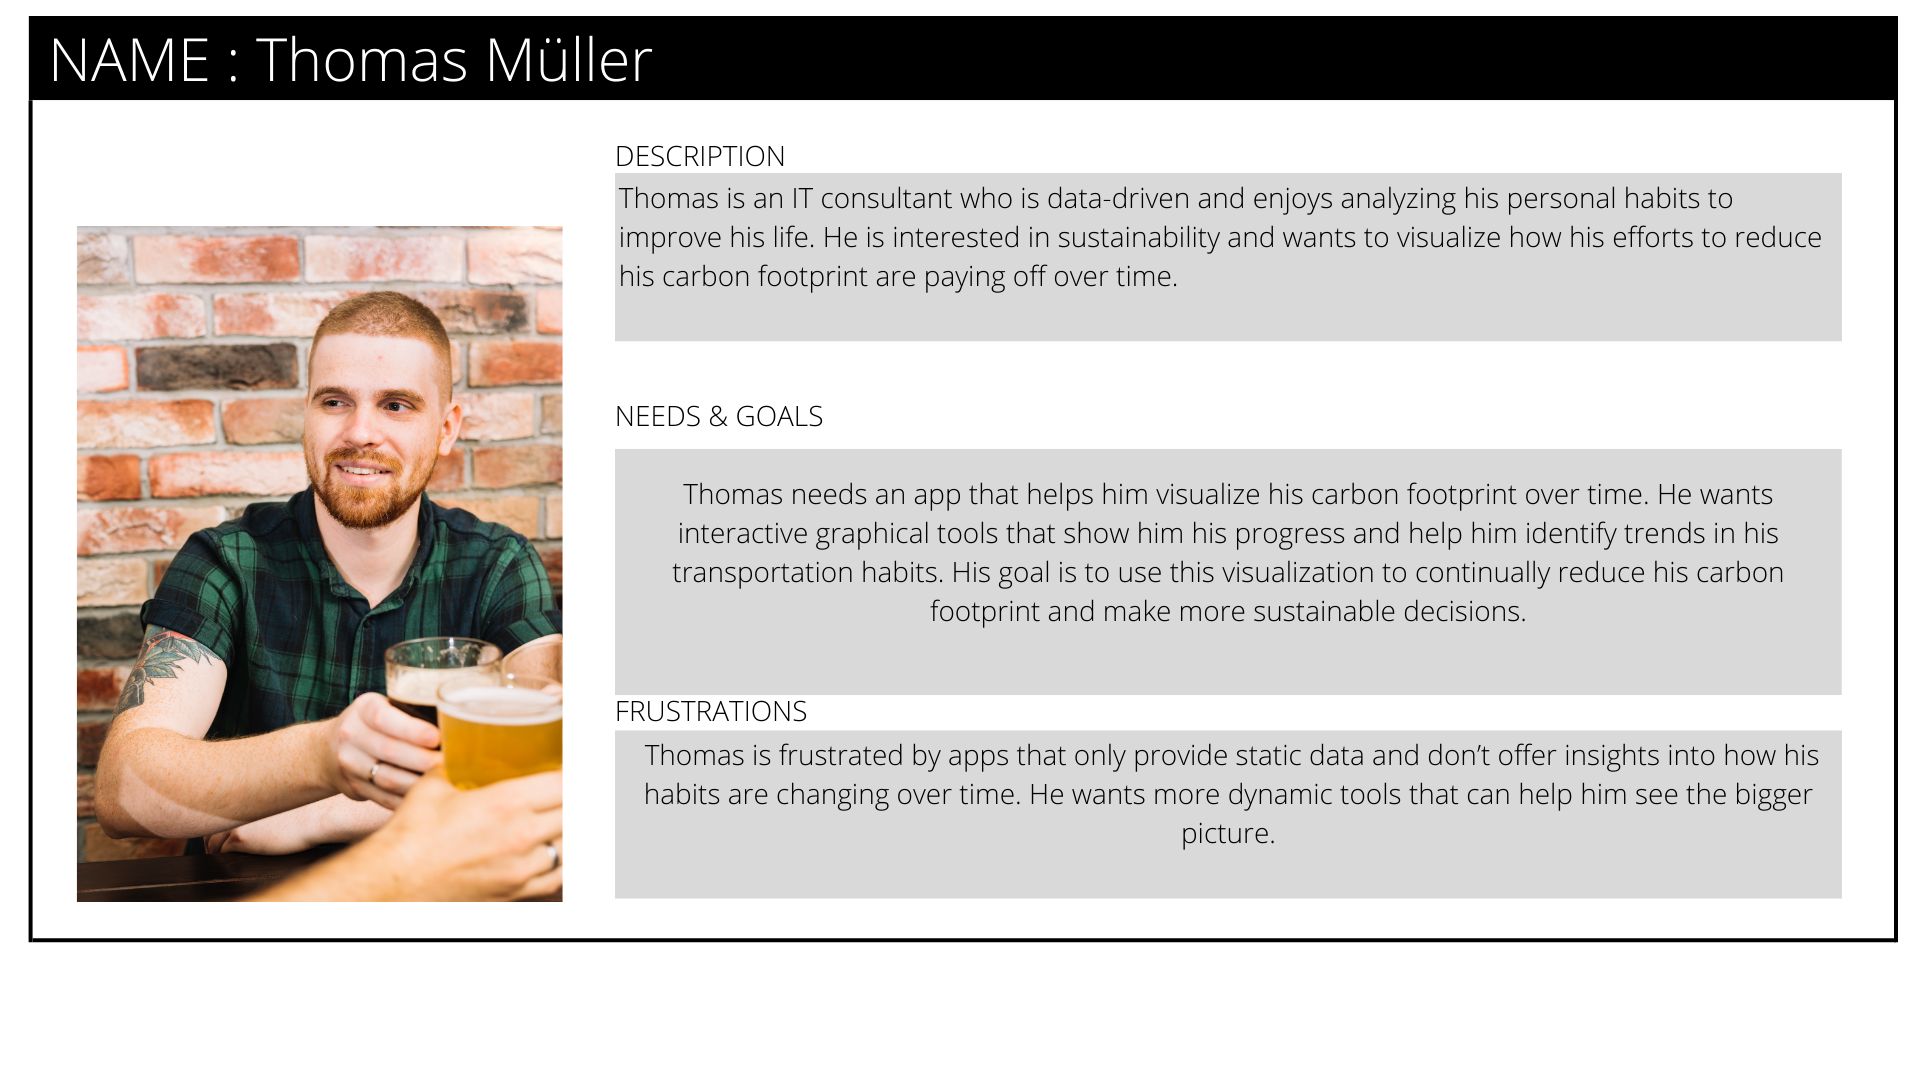 NAME : Thomas Müller
DESCRIPTION
Thomas is an IT consultant who is data-driven and enjoys analyzing his personal habits to
improve his life. He is interested in sustainability and wants to visualize how his efforts to reduce
his carbon footprint are paying off over time.
NEEDS & GOALS
Thomas needs an app that helps him visualize his carbon footprint over time. He wants
interactive graphical tools that show him his progress and help him identify trends in his
transportation habits. His goal is to use this visualization to continually reduce his carbon
footprint and make more sustainable decisions.
FRUSTRATIONS
Thomas is frustrated by apps that only provide static data and don’t offer insights into how his
habits are changing over time. He wants more dynamic tools that can help him see the bigger
picture.